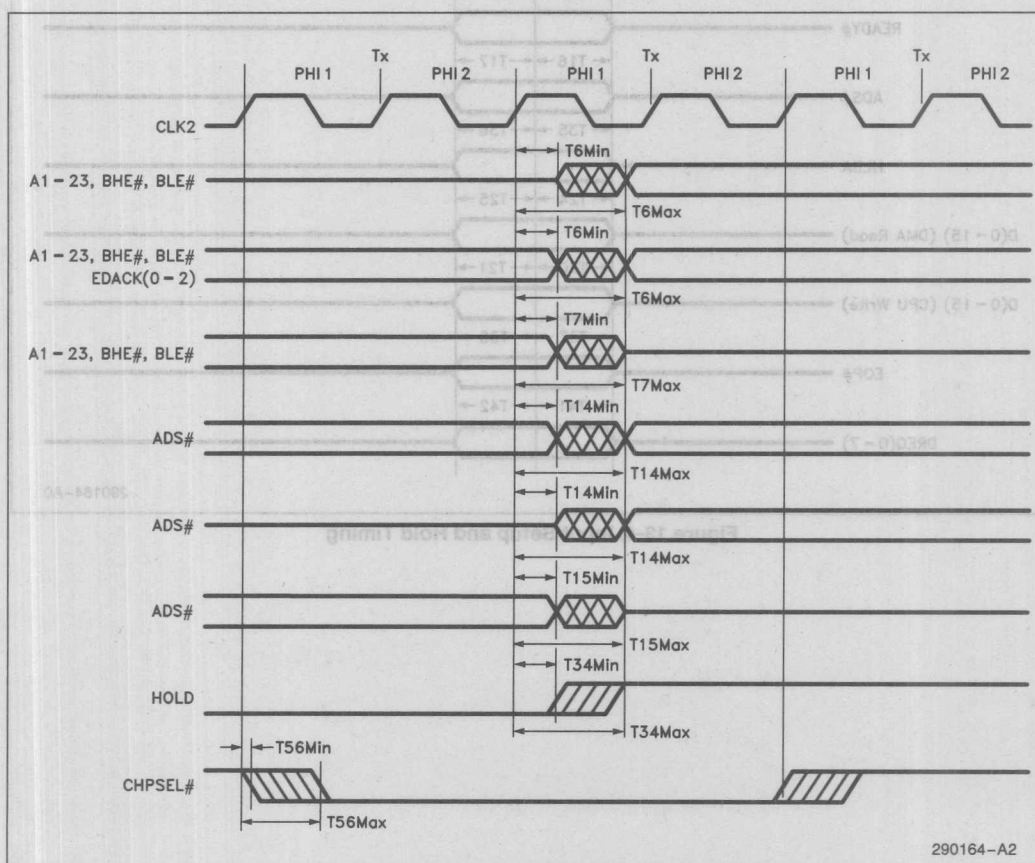 Tx Tx Tx
PHI 1 PHI 2 PHI 1 PHI 2 PHI 1 PHI 2
CLK2
T6Min
A1-23, BHE#, BLE#
T6Max
T6Min
A1-23, BHE#, BLE#
EDACK(0-2)
T6Max
T7Min
A1-23, BHE#, BLE#
T7Max
T14Min
ADS#
T14Max
T14Min
ADS#
T14Max
T15Min
ADS#
T15Max
T34Min
HOLD
T34Max
T56Min
CHPSEL#
T56Max
290164-A2